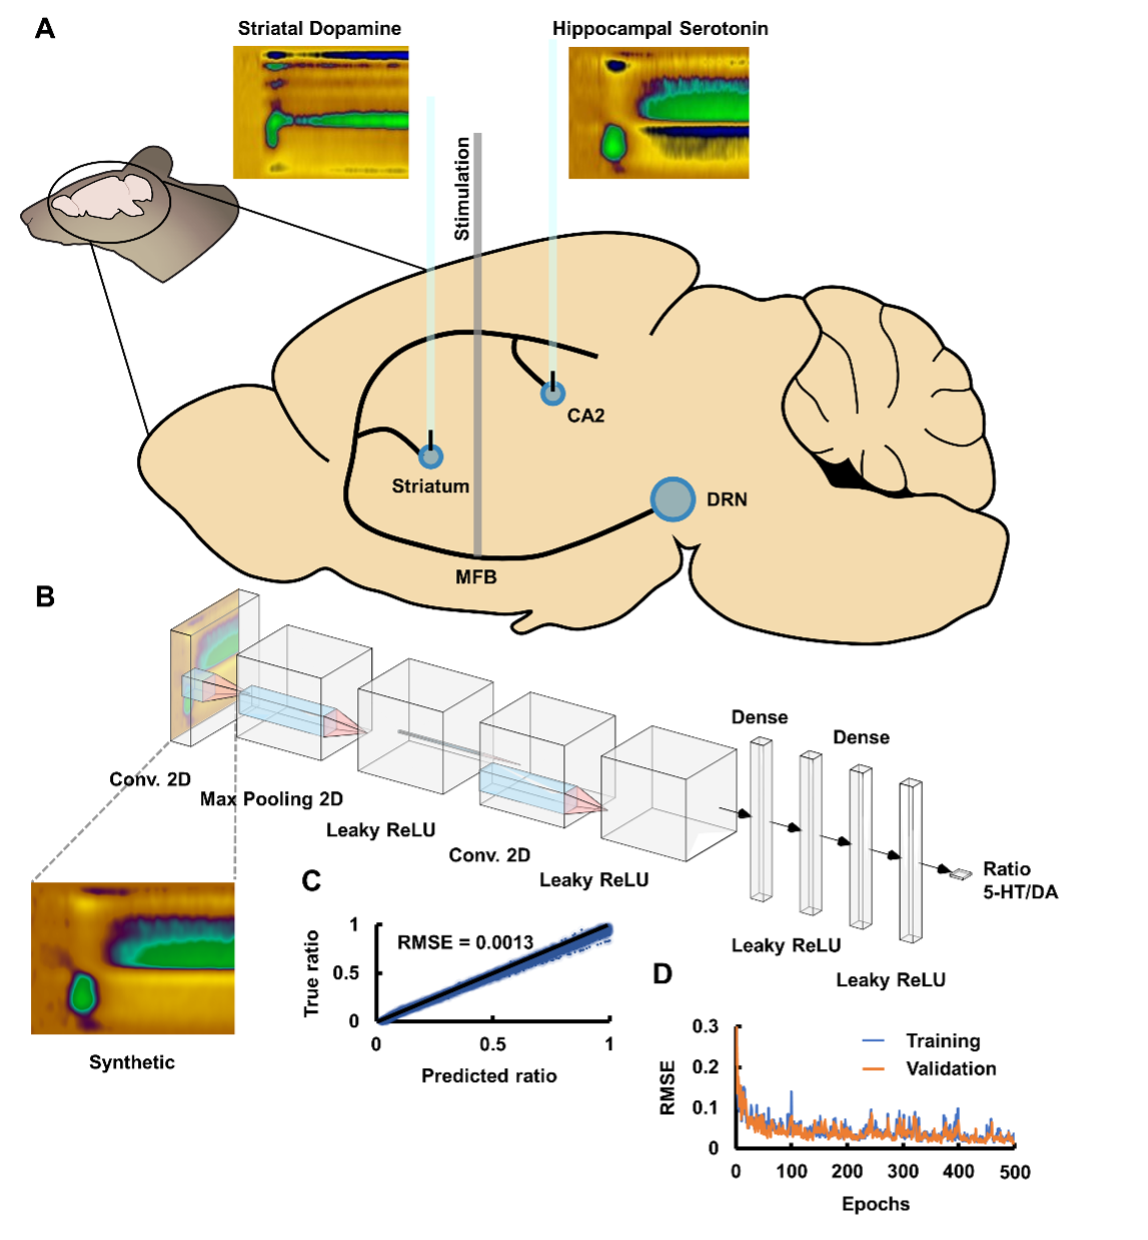 A
Striatal Dopamine
Hippocampal Serotonin
Stimulation
CA2
Striatum
DRN
MFB
B
Conv. 2D
Max Pooling 2D
Leaky ReLU
Conv. 2D
Leaky ReLU
Dense
Dense
Leaky ReLU
Leaky ReLU
Ratio
5-HT/DA
Synthetic
C
RMSE = 0.0013
True ratio
1
0.5
0
0
0.5
1
Predicted ratio
D
Training
Validation
RMSE
0.3
0.2
0.1
0
0
100
200
300
400
500
Epochs